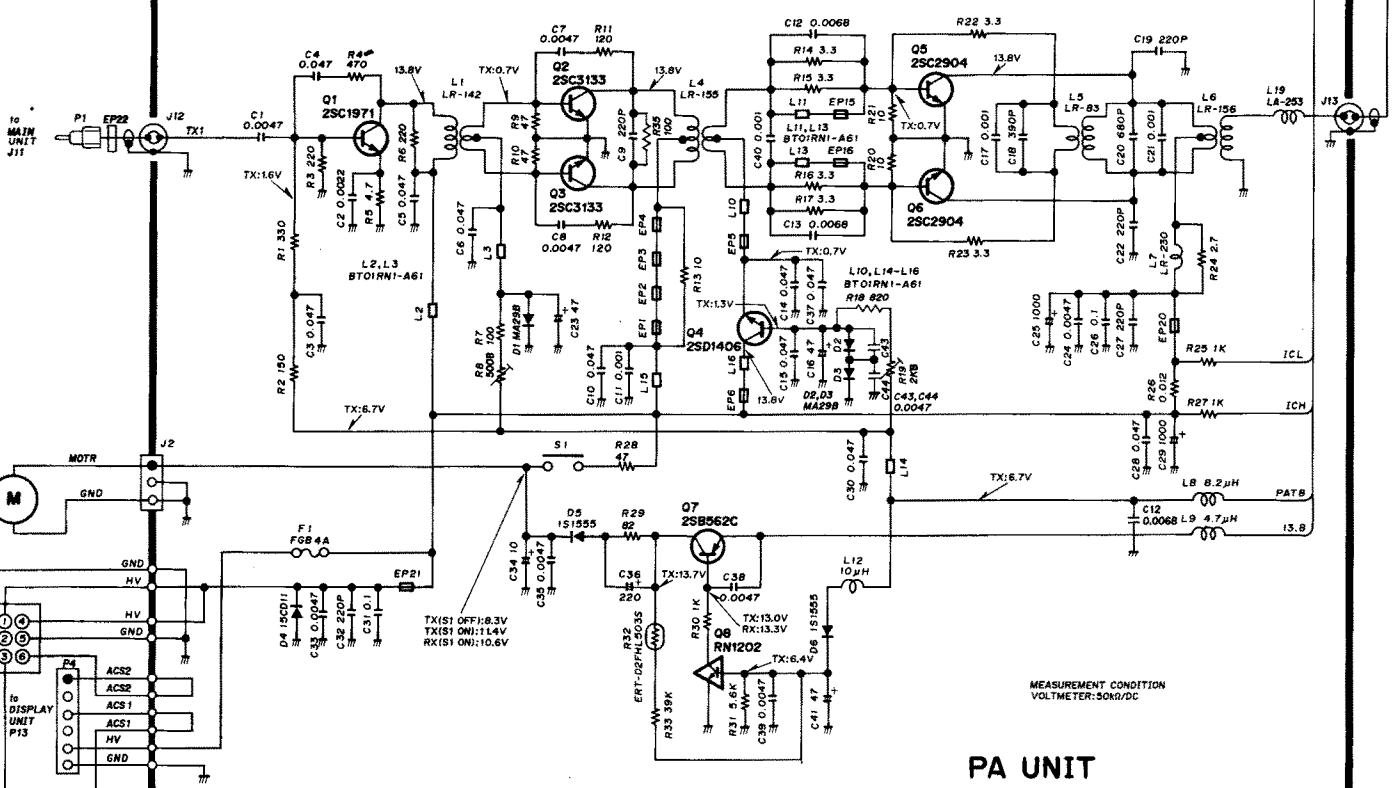 C12 0.0068
R22 3.3
C7
0.0047
R11
120
C4
0.047
R4
470
13.8V
L1
LR-142
TX:0.7V
Q2
2SC3133
13.8V
L4
LR-155
R14 3.3
R15 3.3
Q5
2SC2904
13.8V
C19 220P
to
MAIN
UNIT
J11
P1
EP22
J12
TX1
C1
0.0047
Q1
2SC1971
R6 220
R9
47
R10
47
220P
C9
R35
100
L11
EP15
L11, L13
BT01RN1-A61
L13
EP16
C40 0.001
R21
10
TX:0.7V
R20
10
C17 0.001
C18 390P
L5
LR-83
C20 680P
C21 0.001
L6
LR-156
L19
LA-253
J13
TX:1.6V
R3 220
C2 0.0022
R5 4.7
C5 0.047
Q3
2SC3133
R16 3.3
R17 3.3
C13 0.0068
Q6
2SC2904
R1 330
C6 0.047
L3
C8
0.0047
R12
120
EP4
EP3
EP2
EP1
R13 10
L10
EP5
TX:0.7V
R23 3.3
C22 220P
L7
LR-230
R24 2.7
L2, L3
BT01RN1-A61
L2
C3 0.047
R2 150
R7
100
R8
500B
D1 MA29B
C23 47
C10 0.047
C11 0.001
L15
TX:1.3V
Q4
2SD1406
L16
EP6
13.8V
C14 0.047
C37 0.047
L10, L14-L16
BT01RN1-A61
R18 820
C15 0.047
C16 47
D2
D3
C43
C44
R19
2KB
D2, D3
MA29B
C43, C44
0.0047
C25 1000
C24 0.0047
C26 0.1
C27 220P
EP20
R25 1K
ICL
R26
0.012
R27 1K
ICH
TX:6.7V
J2
MOTR
M
GND
S1
R28
47
C30 0.047
L14
C28 0.047
C29 1000
TX:6.7V
L8 8.2μH
PAT8
C12
0.0068
L9 4.7μH
13.8
F1
FGB 4A
D5
1S1555
R29
82
Q7
2SB562C
C34 10
C35 0.0047
C36
220
TX:13.7V
C38
0.0047
L12
10μH
GND
HV
EP21
HV
GND
1
4
2
5
3
6
D4 15CD11
C33 0.0047
C32 220P
C31 0.1
TX(S1 OFF):8.3V
TX(S1 ON):11.4V
RX(S1 ON):10.6V
R32
ERT-D2FHL503S
R30 1K
TX:13.0V
RX:13.3V
Q8
RN1202
TX:6.4V
D6 1S1555
P4
ACS2
ACS2
ACS1
ACS1
HV
GND
to
DISPLAY
UNIT
P13
R33 39K
R31 5.6K
C39 0.0047
C41 47
MEASUREMENT CONDITION
VOLTMETER: 50KΩ/DC
PA UNIT